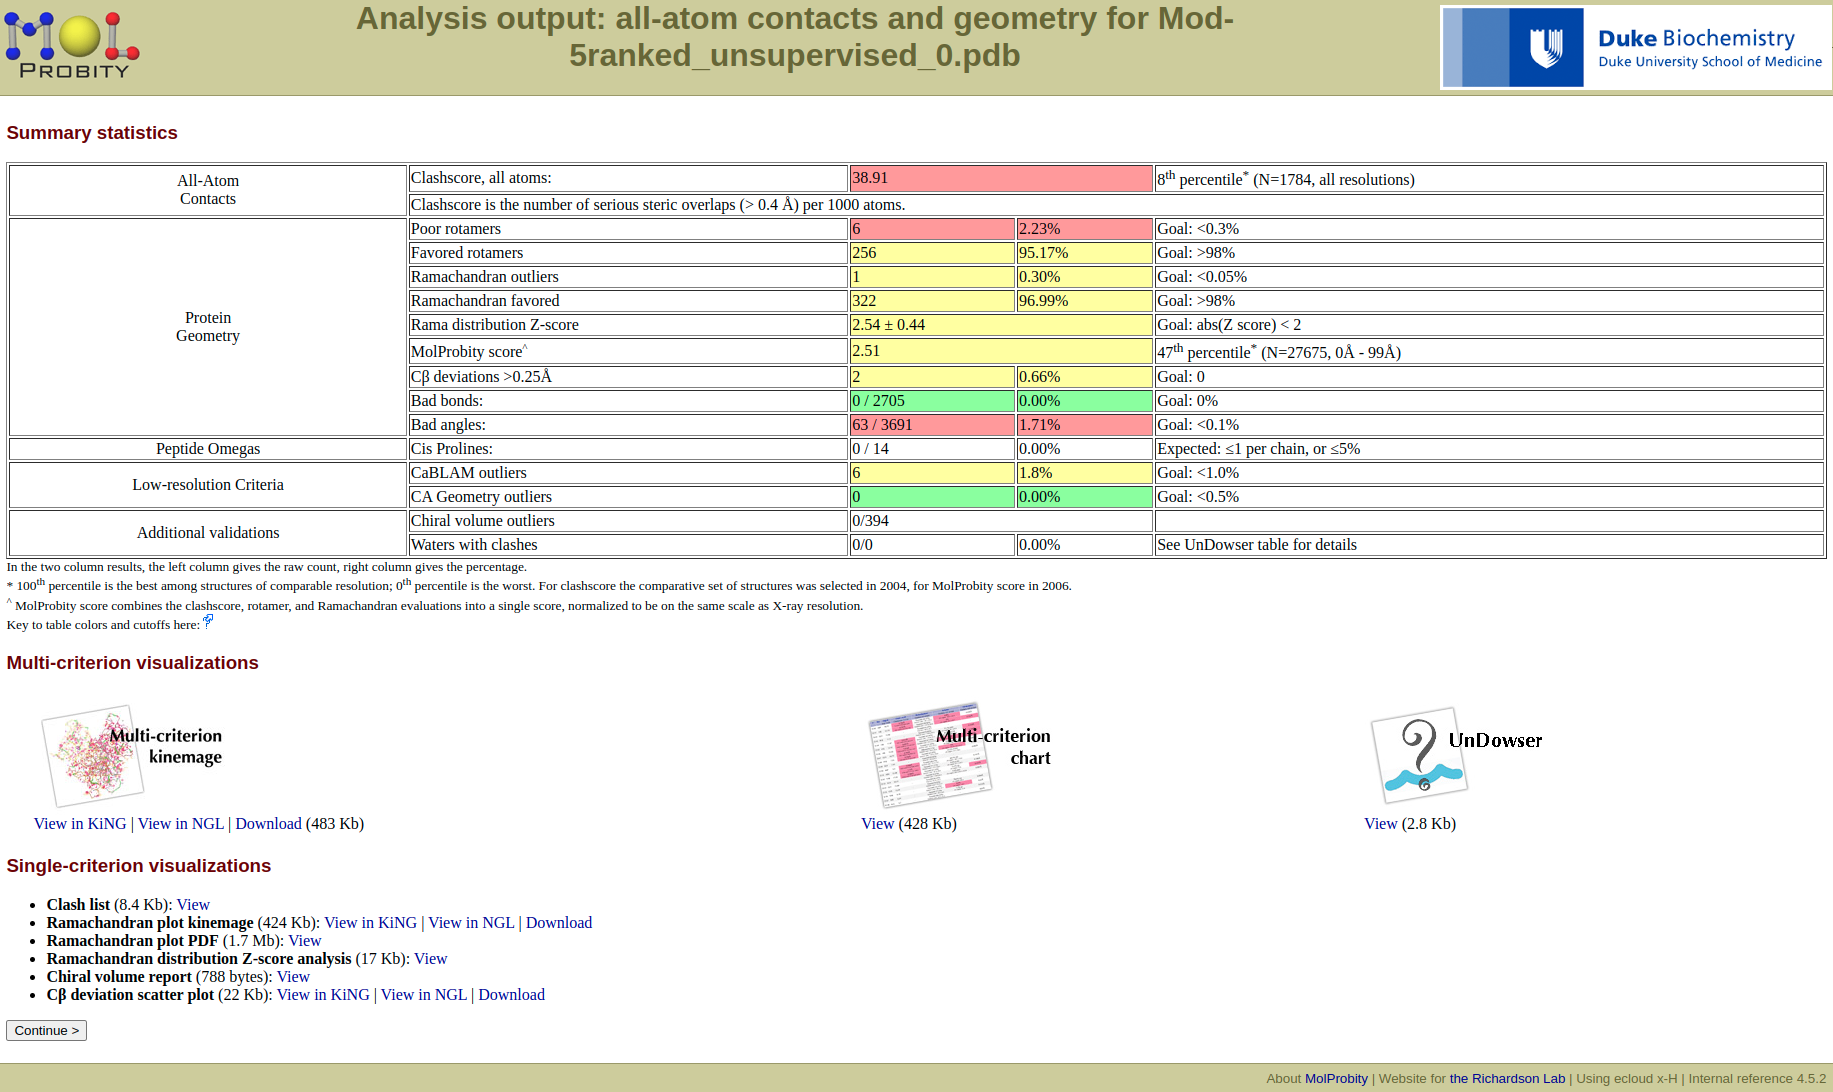 MOL
PROBITY
Analysis output: all-atom contacts and geometry for Mod-
5ranked_unsupervised_0.pdb
Duke Biochemistry
Duke University School of Medicine
Summary statistics
All-Atom
Contacts
Clashscore, all atoms: 38.91 8th percentile* (N=1784, all resolutions)
Clashscore is the number of serious steric overlaps (> 0.4 Å) per 1000 atoms.
Protein
Geometry
Poor rotamers 6 2.23% Goal: <0.3%
Favored rotamers 256 95.17% Goal: >98%
Ramachandran outliers 1 0.30% Goal: <0.05%
Ramachandran favored 322 96.99% Goal: >98%
Rama distribution Z-score 2.54 ± 0.44 Goal: abs(Z score) < 2
MolProbity score^ 2.51 47th percentile* (N=27675, 0Å - 99Å)
Cβ deviations >0.25Å 2 0.66% Goal: 0
Bad bonds: 0 / 2705 0.00% Goal: 0%
Bad angles: 63 / 3691 1.71% Goal: <0.1%
Peptide Omegas Cis Prolines: 0 / 14 0.00% Expected: ≤1 per chain, or ≤5%
Low-resolution Criteria
CaBLAM outliers 6 1.8% Goal: <1.0%
CA Geometry outliers 0 0.00% Goal: <0.5%
Additional validations
Chiral volume outliers 0/394
Waters with clashes 0/0 0.00% See UnDowser table for details
In the two column results, the left column gives the raw count, right column gives the percentage.
* 100th percentile is the best among structures of comparable resolution; 0th percentile is the worst. For clashscore the comparative set of structures was selected in 2004, for MolProbity score in 2006.
^ MolProbity score combines the clashscore, rotamer, and Ramachandran evaluations into a single score, normalized to be on the same scale as X-ray resolution.
Key to table colors and cutoffs here: ?
Multi-criterion visualizations
Multi-criterion
kinemage
View in KiNG | View in NGL | Download (483 Kb)
Multi-criterion
chart
View (428 Kb)
UnDowser
View (2.8 Kb)
Single-criterion visualizations
• Clash list (8.4 Kb): View
• Ramachandran plot kinemage (424 Kb): View in KiNG | View in NGL | Download
• Ramachandran plot PDF (1.7 Mb): View
• Ramachandran distribution Z-score analysis (17 Kb): View
• Chiral volume report (788 bytes): View
• Cβ deviation scatter plot (22 Kb): View in KiNG | View in NGL | Download
Continue >
About MolProbity | Website for the Richardson Lab | Using ecloud x-H | Internal reference 4.5.2